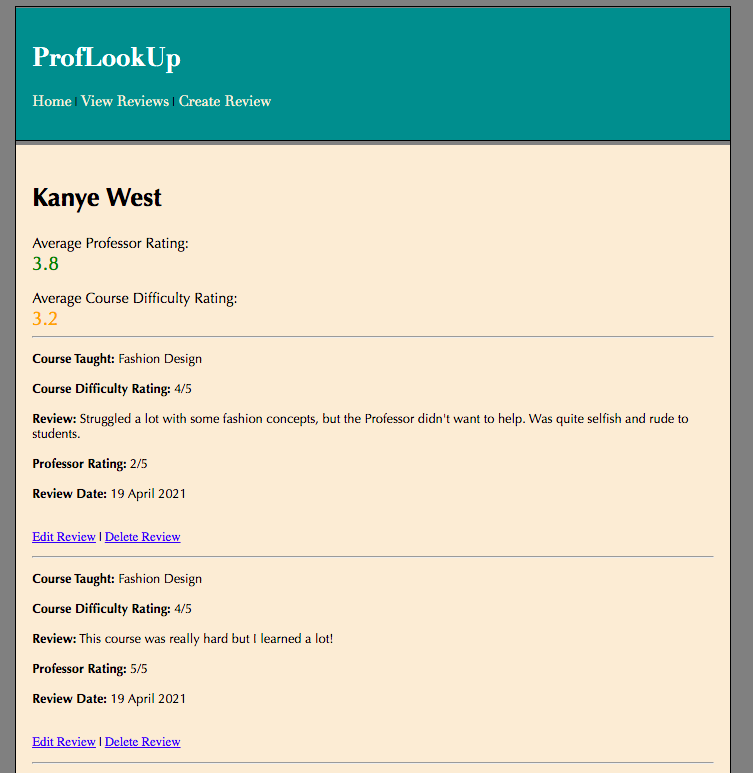 ProfLookUp
Home | View Reviews | Create Review
Kanye West
Average Professor Rating:
3.8
Average Course Difficulty Rating:
3.2
Course Taught: Fashion Design
Course Difficulty Rating: 4/5
Review: Struggled a lot with some fashion concepts, but the Professor didn't want to help. Was quite selfish and rude to
students.
Professor Rating: 2/5
Review Date: 19 April 2021
Edit Review | Delete Review
Course Taught: Fashion Design
Course Difficulty Rating: 4/5
Review: This course was really hard but I learned a lot!
Professor Rating: 5/5
Review Date: 19 April 2021
Edit Review | Delete Review